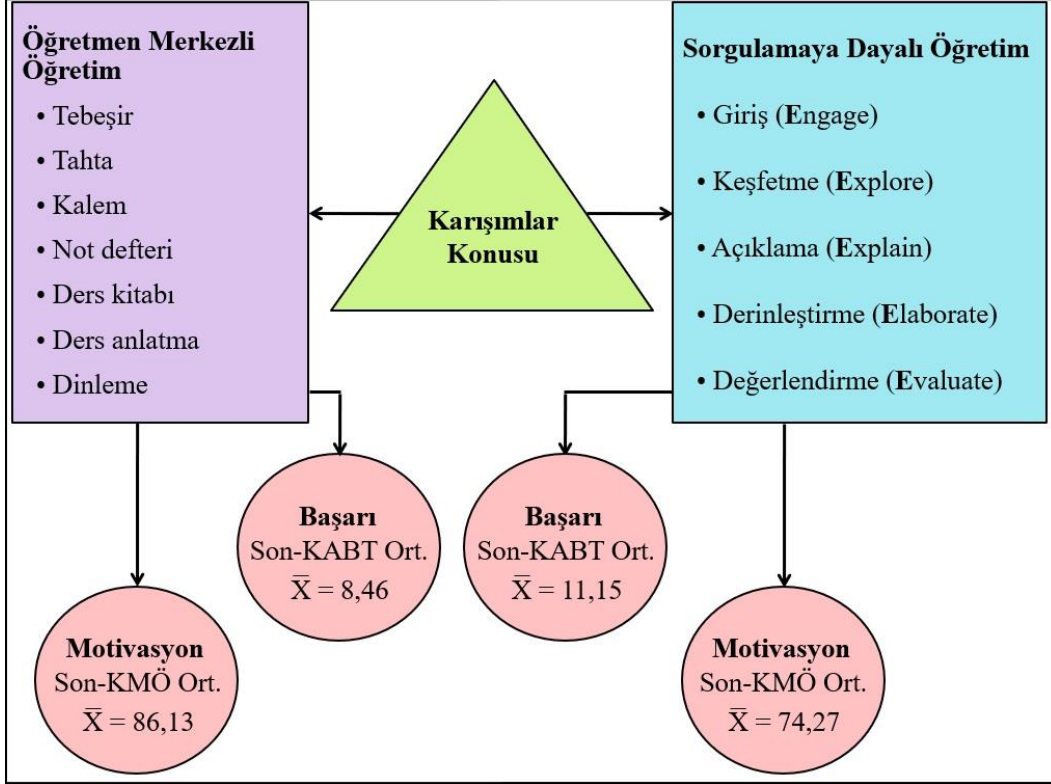 Öğretmen Merkezli
Öğretim
• Tebeşir
• Tahta
• Kalem
• Not defteri
• Ders kitabı
• Ders anlatma
• Dinleme
Karışımlar
Konusu
Sorgulamaya Dayalı Öğretim
• Giriş (Engage)
• Keşfetme (Explore)
• Açıklama (Explain)
• Derinleştirme (Elaborate)
• Değerlendirme (Evaluate)
Başarı
Son-KABT Ort.
X̅ = 8,46
Başarı
Son-KABT Ort.
X̅ = 11,15
Motivasyon
Son-KMÖ Ort.
X̅ = 86,13
Motivasyon
Son-KMÖ Ort.
X̅ = 74,27